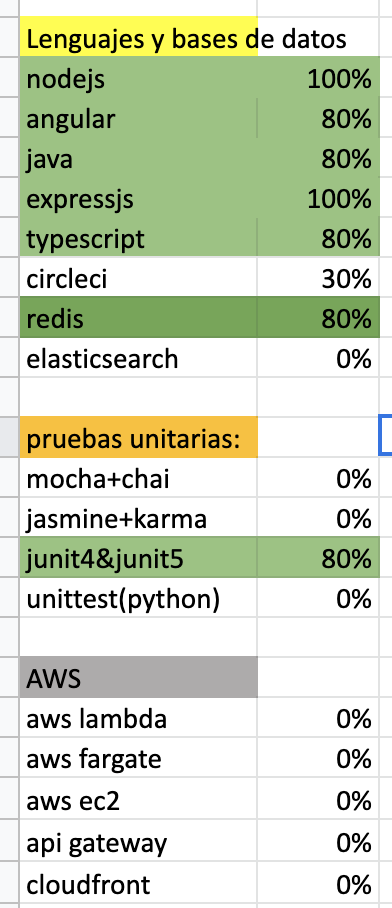 Lenguajes y bases de datos
nodejs 100%
angular 80%
java 80%
expressjs 100%
typescript 80%
circleci 30%
redis 80%
elasticsearch 0%
pruebas unitarias:
mocha+chai 0%
jasmine+karma 0%
junit4&junit5 80%
unittest(python) 0%
AWS
aws lambda 0%
aws fargate 0%
aws ec2 0%
api gateway 0%
cloudfront 0%